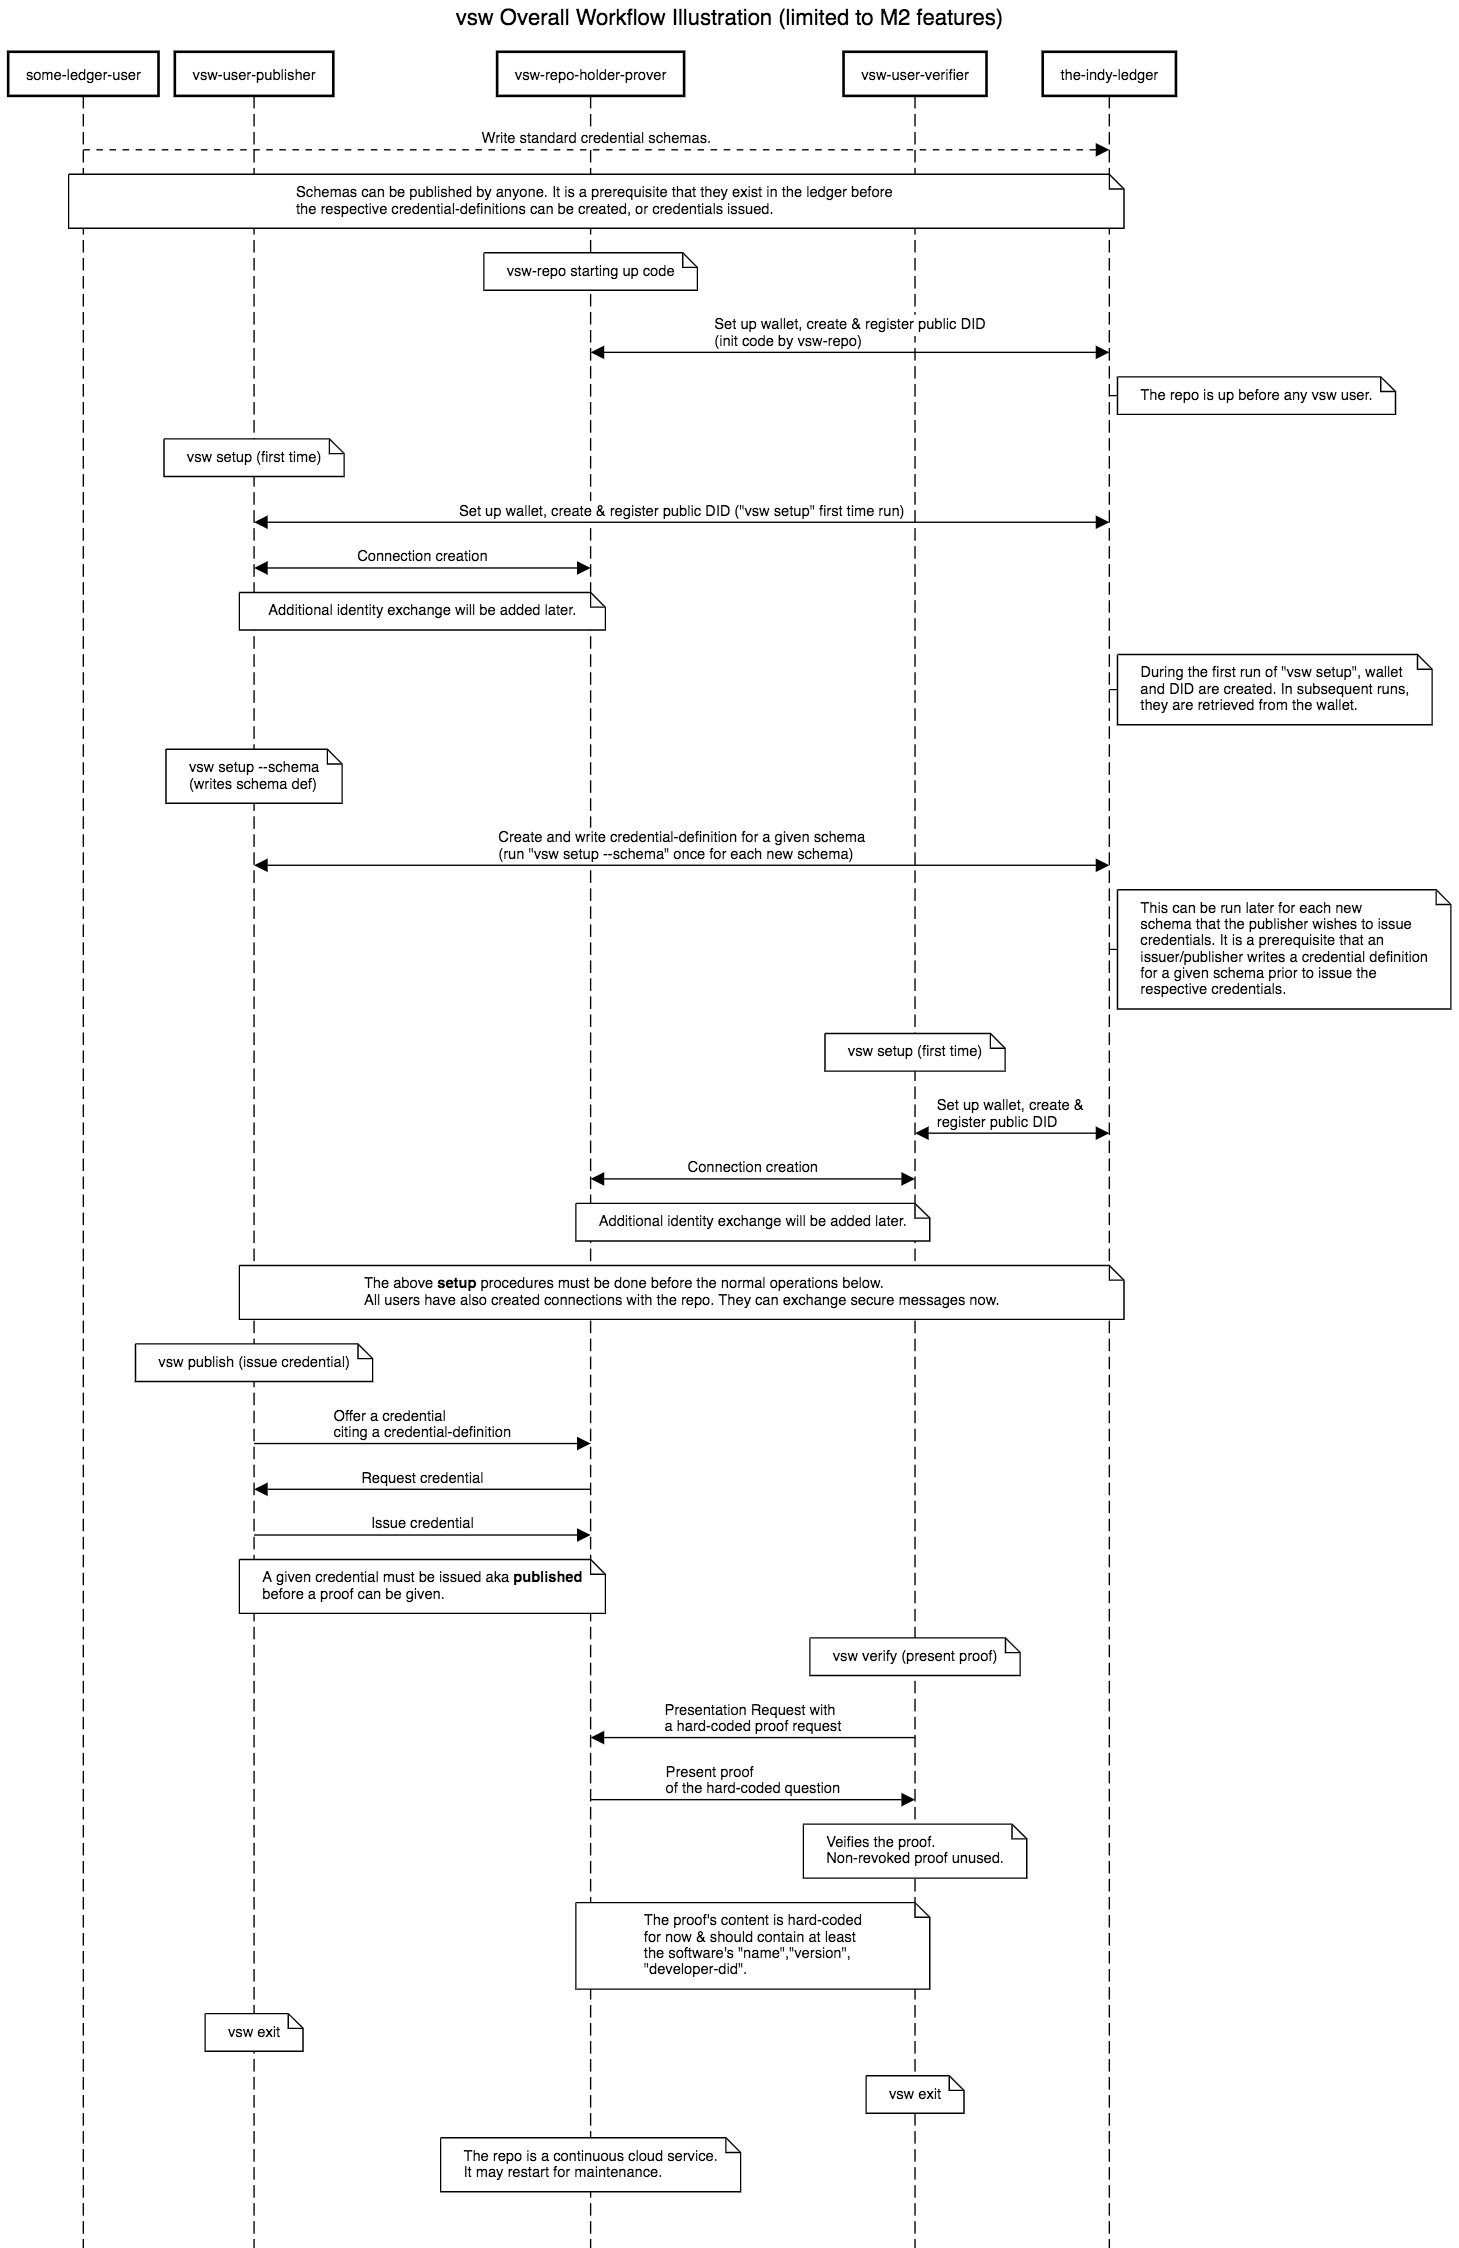 vsw Overall Workflow Illustration (limited to M2 features)
some-ledger-user
vsw-user-publisher
vsw-repo-holder-prover
vsw-user-verifier
the-indy-ledger
Write standard credential schemas.
Schemas can be published by anyone. It is a prerequisite that they exist in the ledger before
the respective credential-definitions can be created, or credentials issued.
vsw-repo starting up code
Set up wallet, create & register public DID
(init code by vsw-repo)
The repo is up before any vsw user.
vsw setup (first time)
Set up wallet, create & register public DID ("vsw setup" first time run)
Connection creation
Additional identity exchange will be added later.
During the first run of "vsw setup", wallet
and DID are created. In subsequent runs,
they are retrieved from the wallet.
vsw setup --schema
(writes schema def)
Create and write credential-definition for a given schema
(run "vsw setup --schema" once for each new schema)
This can be run later for each new
schema that the publisher wishes to issue
credentials. It is a prerequisite that an
issuer/publisher writes a credential definition
for a given schema prior to issue the
respective credentials.
vsw setup (first time)
Set up wallet, create &
register public DID
Connection creation
Additional identity exchange will be added later.
The above setup procedures must be done before the normal operations below.
All users have also created connections with the repo. They can exchange secure messages now.
vsw publish (issue credential)
Offer a credential
citing a credential-definition
Request credential
Issue credential
A given credential must be issued aka published
before a proof can be given.
vsw verify (present proof)
Presentation Request with
a hard-coded proof request
Present proof
of the hard-coded question
Veifies the proof.
Non-revoked proof unused.
The proof's content is hard-coded
for now & should contain at least
the software's "name","version",
"developer-did".
vsw exit
vsw exit
The repo is a continuous cloud service.
It may restart for maintenance.